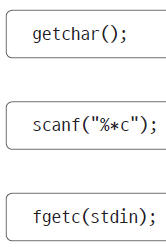 getchar();
scanf("%*c");
fgetc(stdin);